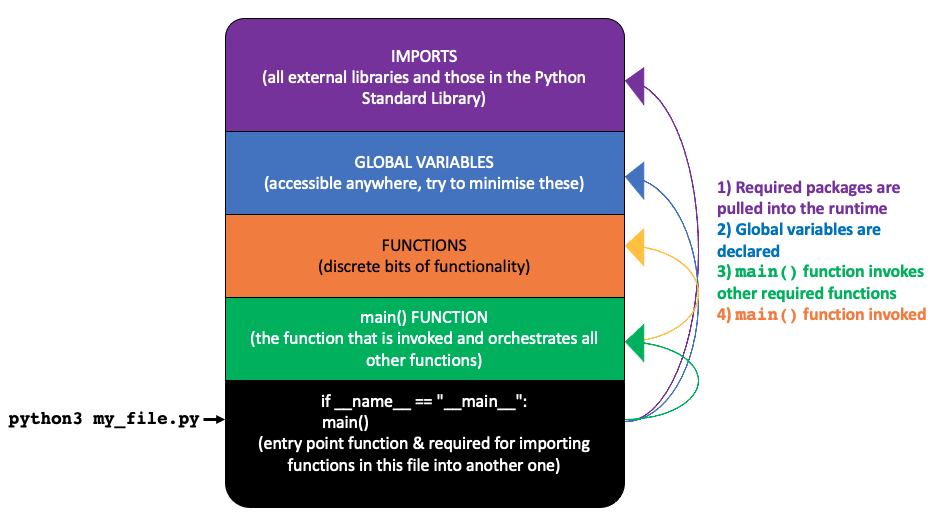 IMPORTS
(all external libraries and those in the Python
Standard Library)
GLOBAL VARIABLES
(accessible anywhere, try to minimise these)
FUNCTIONS
(discrete bits of functionality)
main() FUNCTION
(the function that is invoked and orchestrates all
other functions)
python3 my_file.py
if __name__ == "__main__":
main()
(entry point function & required for importing
functions in this file into another one)
1) Required packages are
pulled into the runtime
2) Global variables are
declared
3) main() function invokes
other required functions
4) main() function invoked